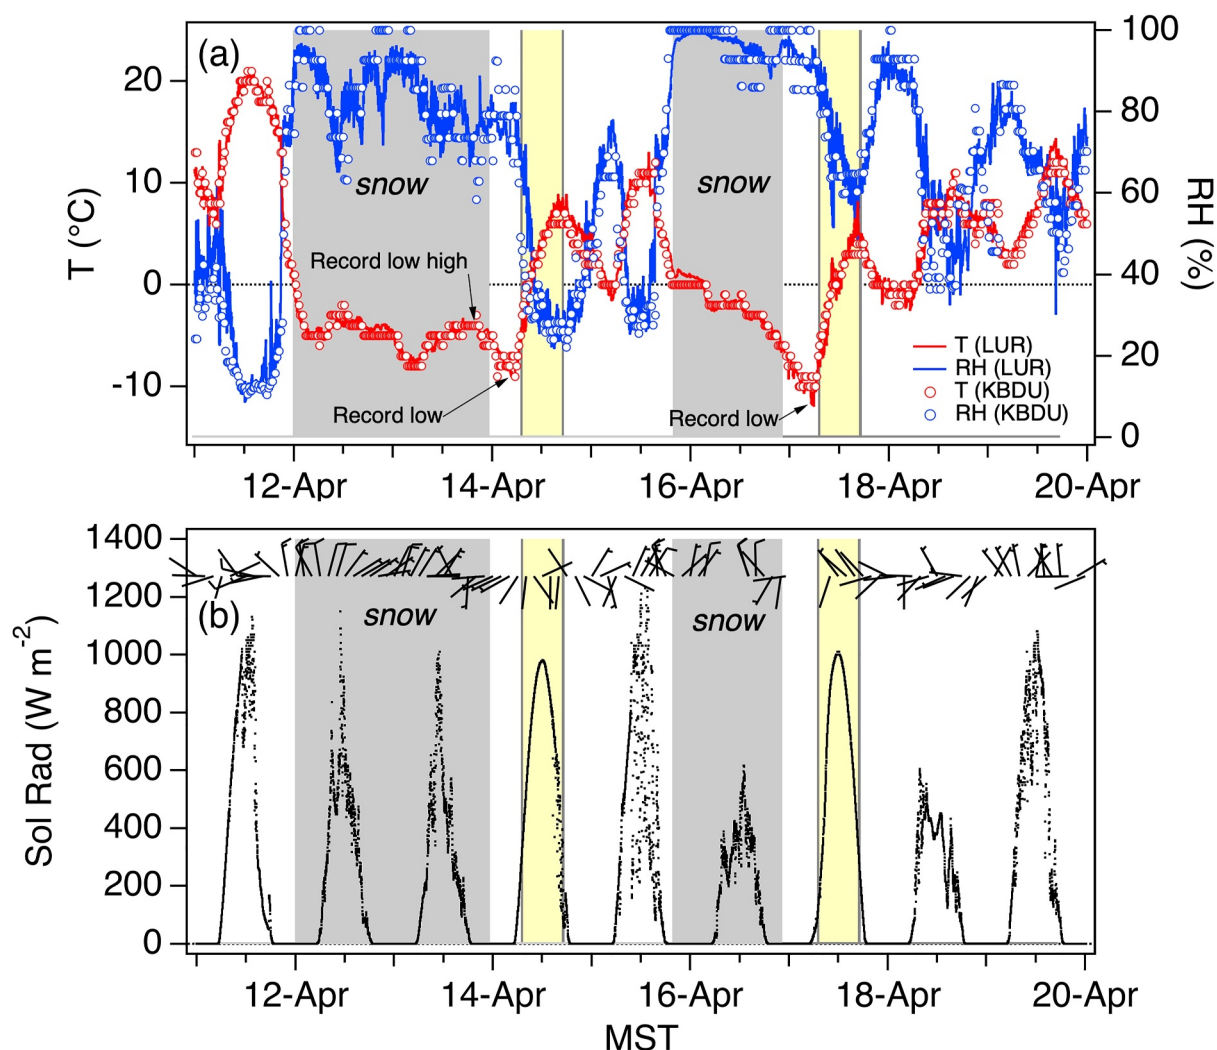 (a)
T (°C)
20
10
0
-10
100
80
60
40
20
0
RH (%)
snow
snow
Record low high
Record low
Record low
T (LUR)
RH (LUR)
T (KBDU)
RH (KBDU)
12-Apr 14-Apr 16-Apr 18-Apr 20-Apr
(b)
Sol Rad (W m-2)
1400
1200
1000
800
600
400
200
0
snow
snow
12-Apr 14-Apr 16-Apr 18-Apr 20-Apr
MST